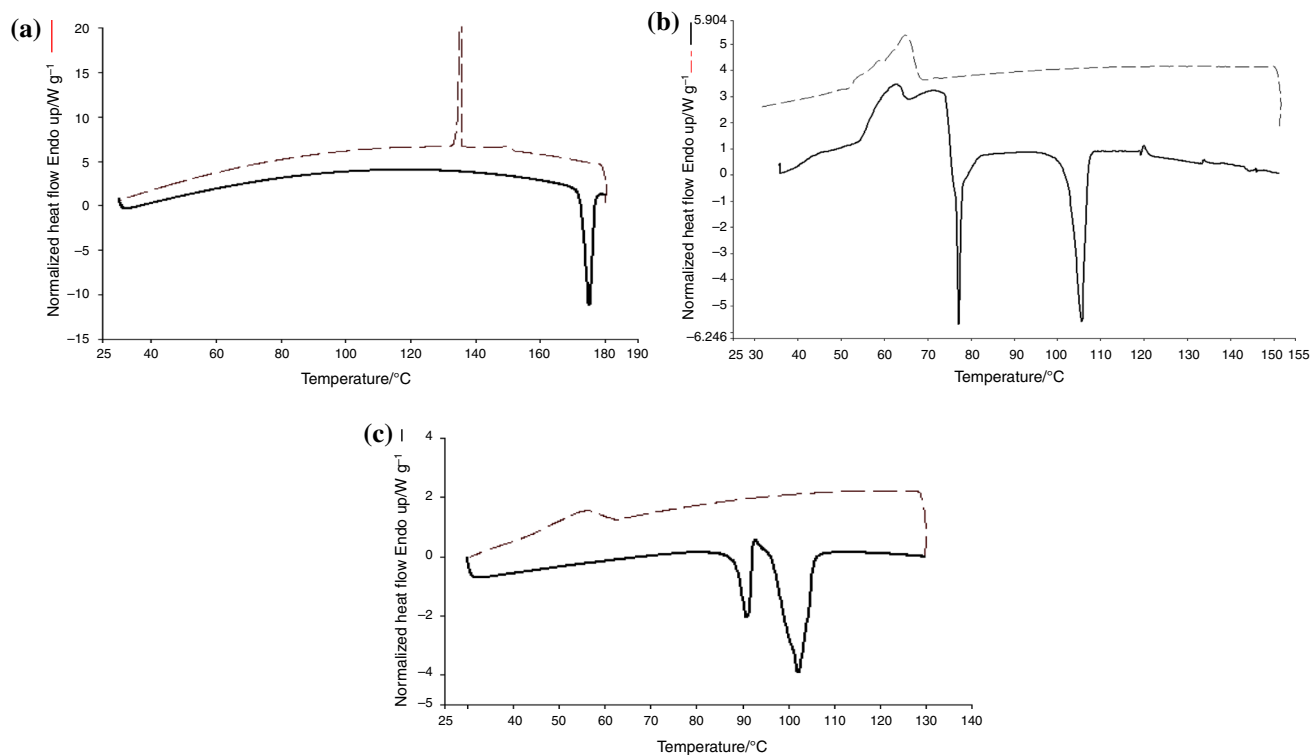 (a)
Normalized heat flow Endo up/W g⁻¹
20
15
10
5
0
−5
−10
−15
25 40 60 80 100 120 140 160 180 190
Temperature/°C
(b)
Normalized heat flow Endo up/W g⁻¹
5.904
5
4
3
2
1
0
−1
−2
−3
−4
−5
−6.246
25 30 40 50 60 70 80 90 100 110 120 130 140 150 155
Temperature/°C
(c)
Normalized heat flow Endo up/W g⁻¹
4
2
0
−2
−4
−5
25 40 50 60 70 80 90 100 110 120 130 140
Temperature/°C